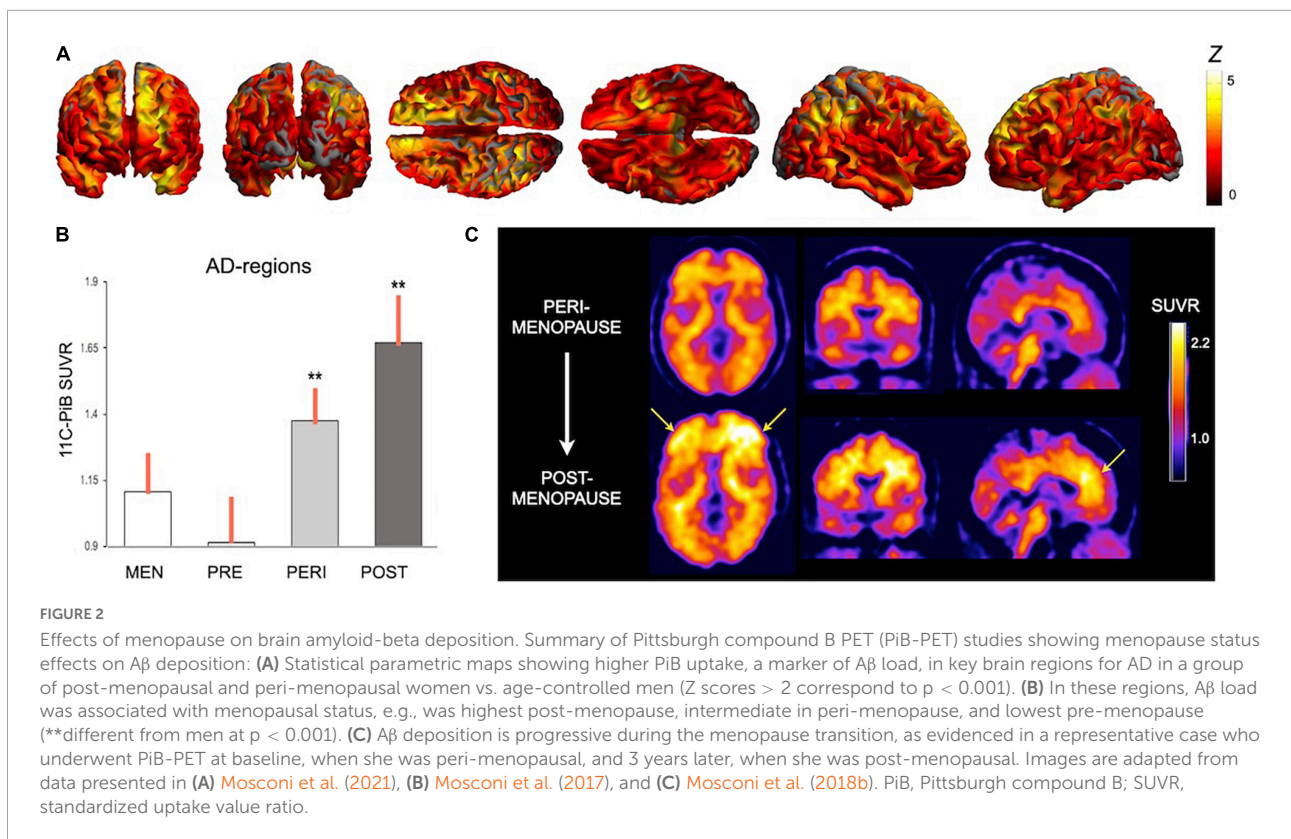 A
Z
5
0
B
AD-regions
1.9
1.65
1.4
1.15
0.9
11C-PiB SUVR
**
**
MEN PRE PERI POST
C
PERI-
MENOPAUSE
POST-
MENOPAUSE
SUVR
2.2
1.0
FIGURE 2
Effects of menopause on brain amyloid-beta deposition. Summary of Pittsburgh compound B PET (PiB-PET) studies showing menopause status
effects on Aβ deposition: (A) Statistical parametric maps showing higher PiB uptake, a marker of Aβ load, in key brain regions for AD in a group
of post-menopausal and peri-menopausal women vs. age-controlled men (Z scores > 2 correspond to p < 0.001). (B) In these regions, Aβ load
was associated with menopausal status, e.g., was highest post-menopause, intermediate in peri-menopause, and lowest pre-menopause
(**different from men at p < 0.001). (C) Aβ deposition is progressive during the menopause transition, as evidenced in a representative case who
underwent PiB-PET at baseline, when she was peri-menopausal, and 3 years later, when she was post-menopausal. Images are adapted from
data presented in (A) Mosconi et al. (2021), (B) Mosconi et al. (2017), and (C) Mosconi et al. (2018b). PiB, Pittsburgh compound B; SUVR,
standardized uptake value ratio.